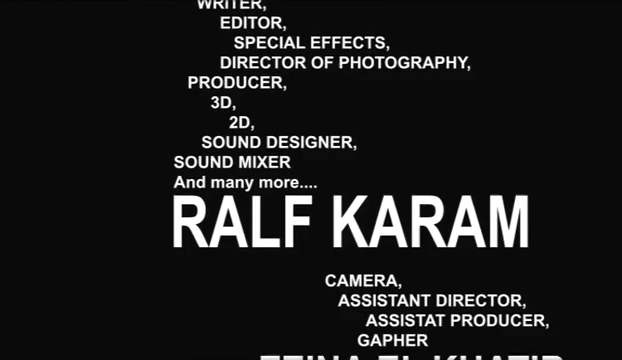 WRITER,
EDITOR,
SPECIAL EFFECTS,
DIRECTOR OF PHOTOGRAPHY,
PRODUCER,
3D,
2D,
SOUND DESIGNER,
SOUND MIXER
And many more....
RALF KARAM
CAMERA,
ASSISTANT DIRECTOR,
ASSISTAT PRODUCER,
GAPHER